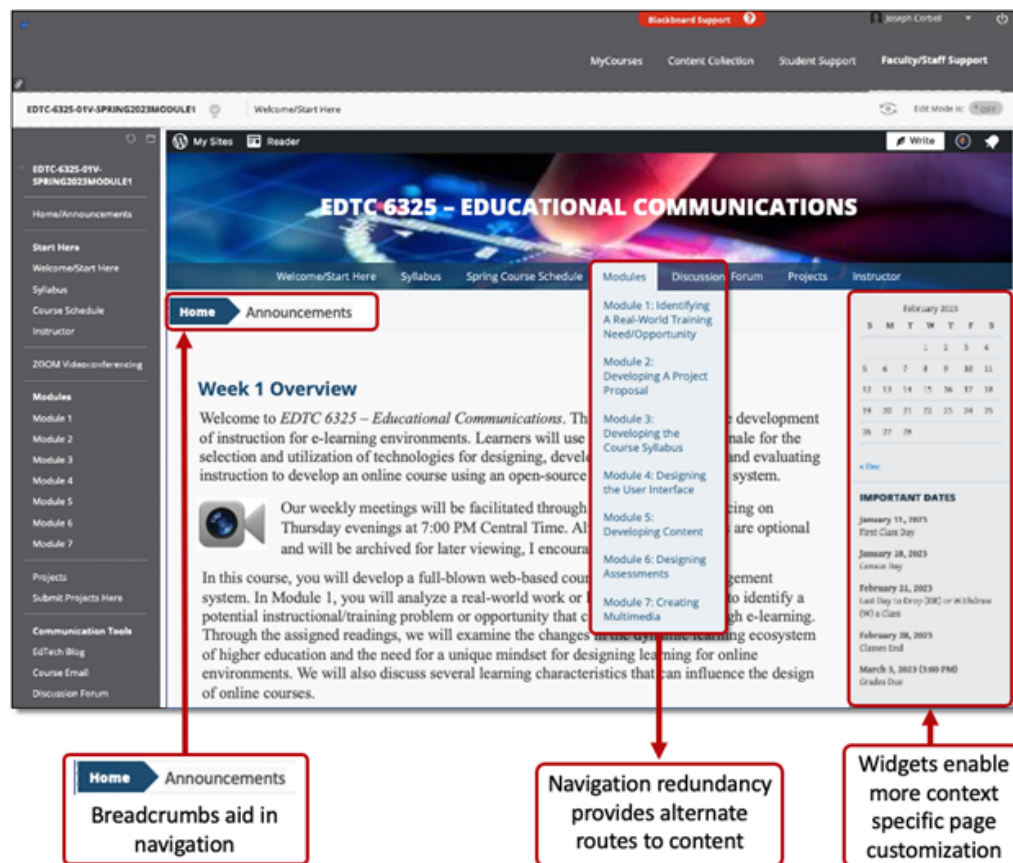 Blackboard Support ?
Joseph Corbell
MyCourses Content Collection Student Support Faculty/Staff Support
EDTC-6325-01V-SPRING2023MODULE1 Welcome/Start Here Edit Mode is: OFF
My Sites Reader Write
EDTC-6325-01V-
SPRING2023MODULE1
Home/Announcements
Start Here
Welcome/Start Here
Syllabus
Course Schedule
Instructor
ZOOM Videoconferencing
Modules
Module 1
Module 2
Module 3
Module 4
Module 5
Module 6
Module 7
Projects
Submit Projects Here
Communication Tools
EdTech Blog
Course Email
Discussion Forum
EDTC 6325 – EDUCATIONAL COMMUNICATIONS
Welcome/Start Here Syllabus Spring Course Schedule Modules Discussion Forum Projects Instructor
Home Announcements
Module 1: Identifying
A Real-World Training
Need/Opportunity
Module 2:
Developing A Project
Proposal
Module 3:
Developing the
Course Syllabus
Module 4: Designing
the User Interface
Module 5:
Developing Content
Module 6: Designing
Assessments
Module 7: Creating
Multimedia
Week 1 Overview
Welcome to EDTC 6325 – Educational Communications. Th e development
of instruction for e-learning environments. Learners will use nale for the
selection and utilization of technologies for designing, devel and evaluating
instruction to develop an online course using an open-source system.
Our weekly meetings will be facilitated through cing on
Thursday evenings at 7:00 PM Central Time. Al s are optional
and will be archived for later viewing, I encoura
In this course, you will develop a full-blown web-based cour gement
system. In Module 1, you will analyze a real-world work or to identify a
potential instructional/training problem or opportunity that c gh e-learning.
Through the assigned readings, we will examine the changes in the dynamic learning ecosystem
of higher education and the need for a unique mindset for designing learning for online
environments. We will also discuss several learning characteristics that can influence the design
of online courses.
February 2023
S M T W T F S
1 2 3 4
5 6 7 8 9 10 11
12 13 14 15 16 17 18
19 20 21 22 23 24 25
26 27 28
« Dec
IMPORTANT DATES
First Class Day
Census Day
Last Day to Drop (DR) or Withdraw
(W) a Class
February 28, 2023
Classes End
March 3, 2023 (3:00 PM)
Grades Due
Home Announcements
Breadcrumbs aid in
navigation
Navigation redundancy
provides alternate
routes to content
Widgets enable
more context
specific page
customization